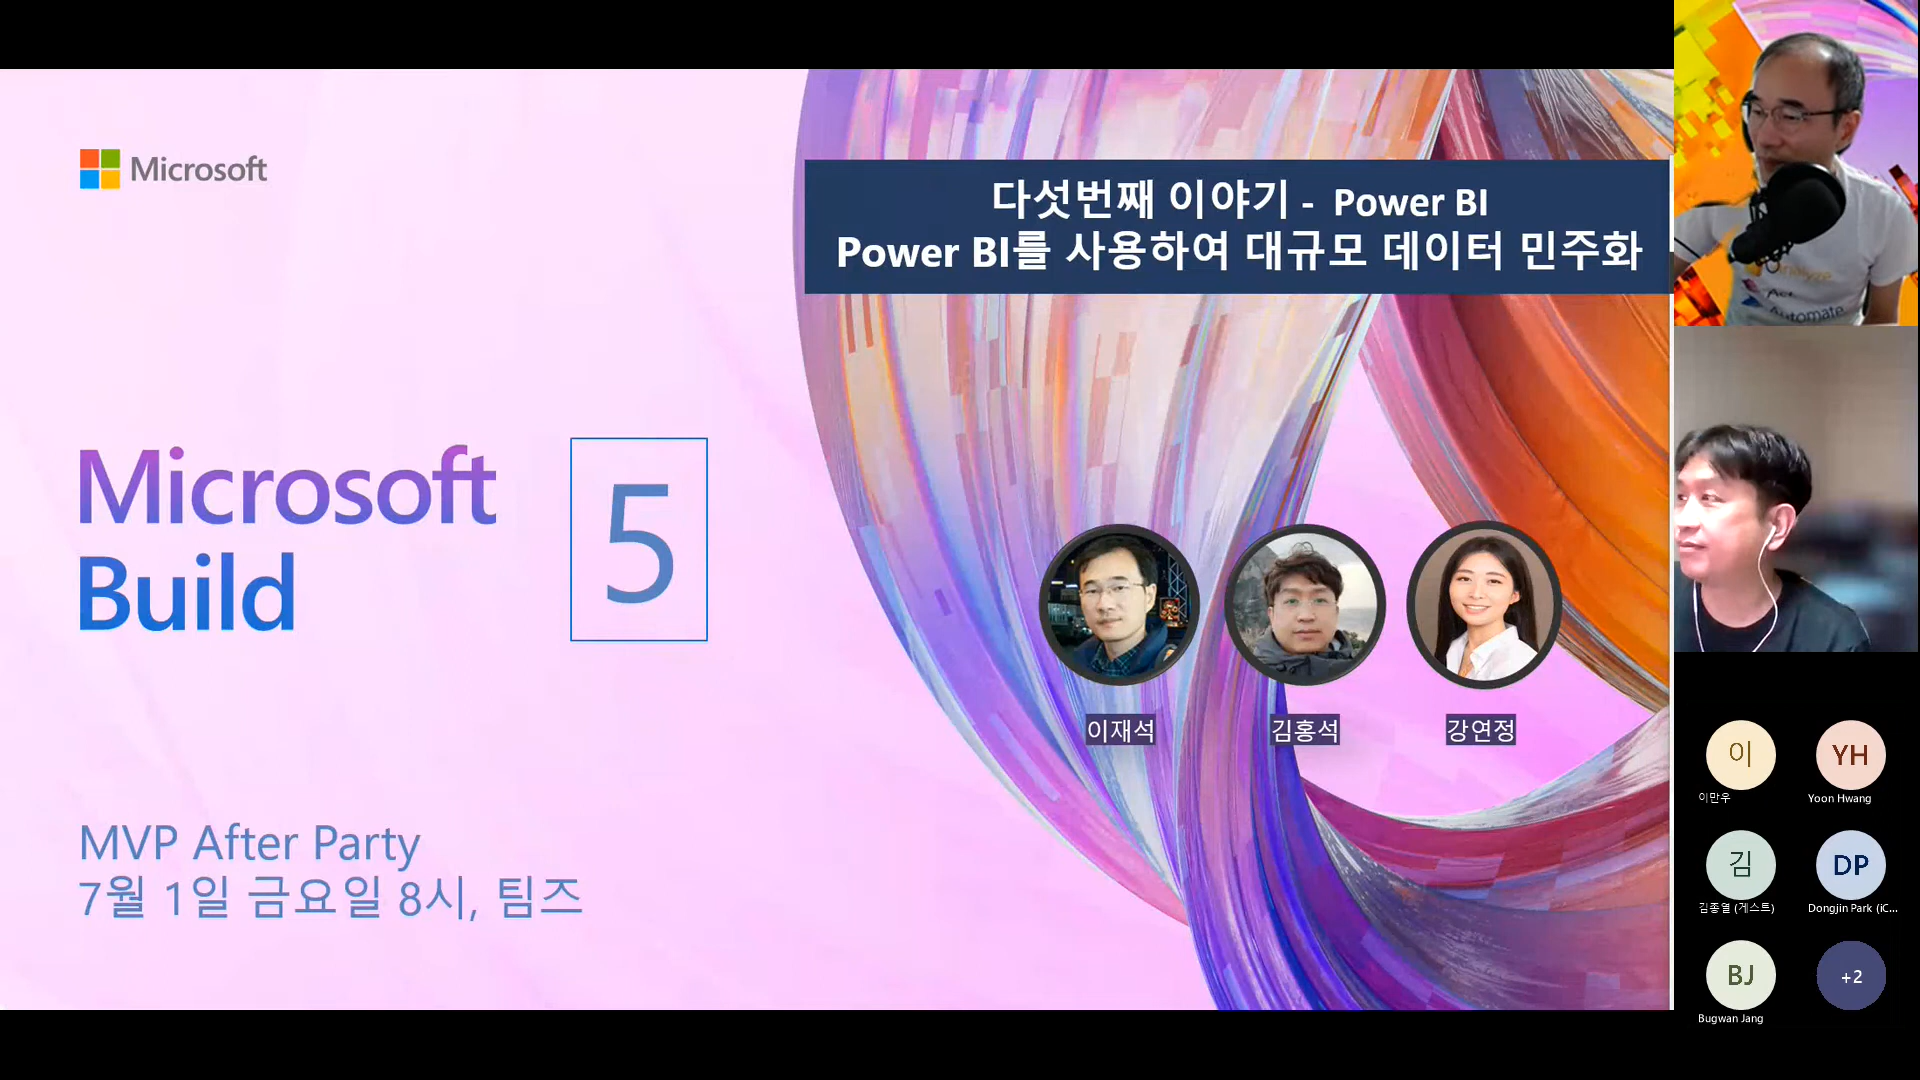 Microsoft
다섯번째 이야기 - Power BI
Power BI를 사용하여 대규모 데이터 민주화
Microsoft
Build
5
이재석
김홍석
강연정
MVP After Party
7월 1일 금요일 8시, 팀즈
Analyze
Act
Automate
이
이만우
YH
Yoon Hwang
김
김종열 (게스트)
DP
Dongjin Park (iC...
BJ
Bugwan Jang
+2